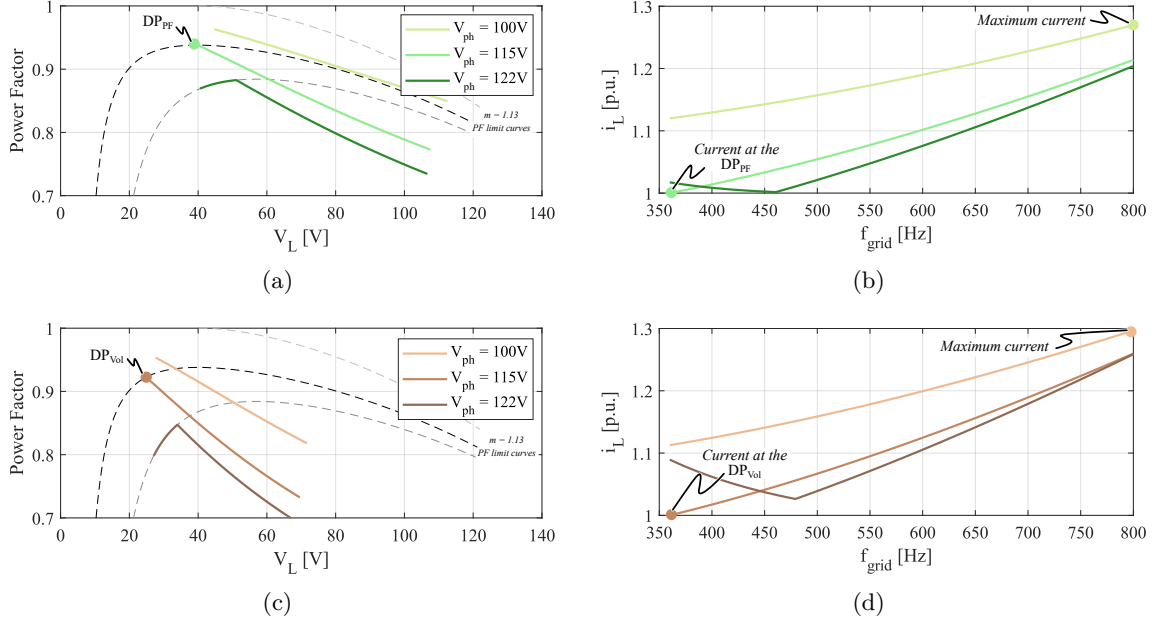 Power Factor
1
0.9
0.8
0.7
0 20 40 60 80 100 120 140
V_L [V]
DP_PF
V_ph = 100V
V_ph = 115V
V_ph = 122V
m = 1.13
PF limit curves
(a)
i_L [p.u.]
1.3
1.2
1.1
1
350 400 450 500 550 600 650 700 750 800
f_grid [Hz]
Maximum current
Current at the
DP_PF
(b)
Power Factor
1
0.9
0.8
0.7
0 20 40 60 80 100 120 140
V_L [V]
DP_Vol
V_ph = 100V
V_ph = 115V
V_ph = 122V
m = 1.13
PF limit curves
(c)
i_L [p.u.]
1.3
1.2
1.1
1
350 400 450 500 550 600 650 700 750 800
f_grid [Hz]
Maximum current
Current at the
DP_Vol
(d)